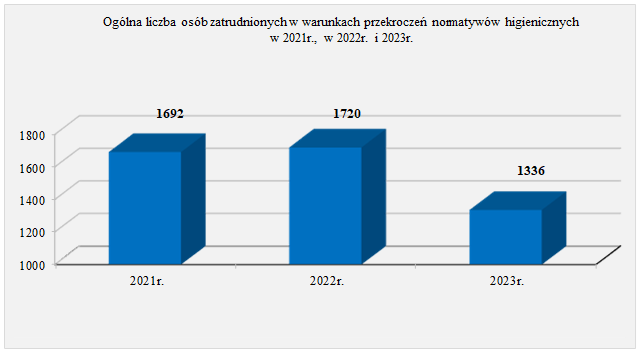 Ogólna liczba osób zatrudnionych w warunkach przekroczeń normatywów higienicznych
w 2021r., w 2022r. i 2023r.
1692
1720
1336
1800
1600
1400
1200
1000
2021r.
2022r.
2023r.